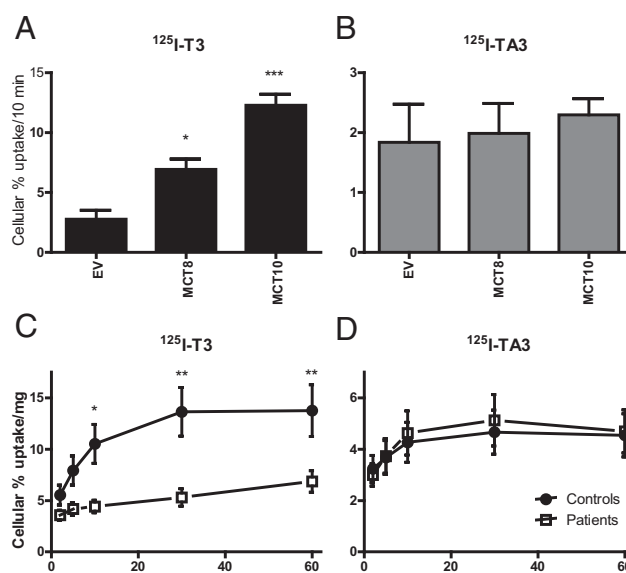 A
B
¹²⁵I-T3
¹²⁵I-TA3
Cellular % uptake/10 min
15
10
5
0
*
***
EV
MCT8
MCT10
3
2
1
0
EV
MCT8
MCT10
C
D
¹²⁵I-T3
¹²⁵I-TA3
Cellular % uptake/mg
15
10
5
0
*
**
**
0
20
40
60
6
4
2
0
Controls
Patients
0
20
40
60